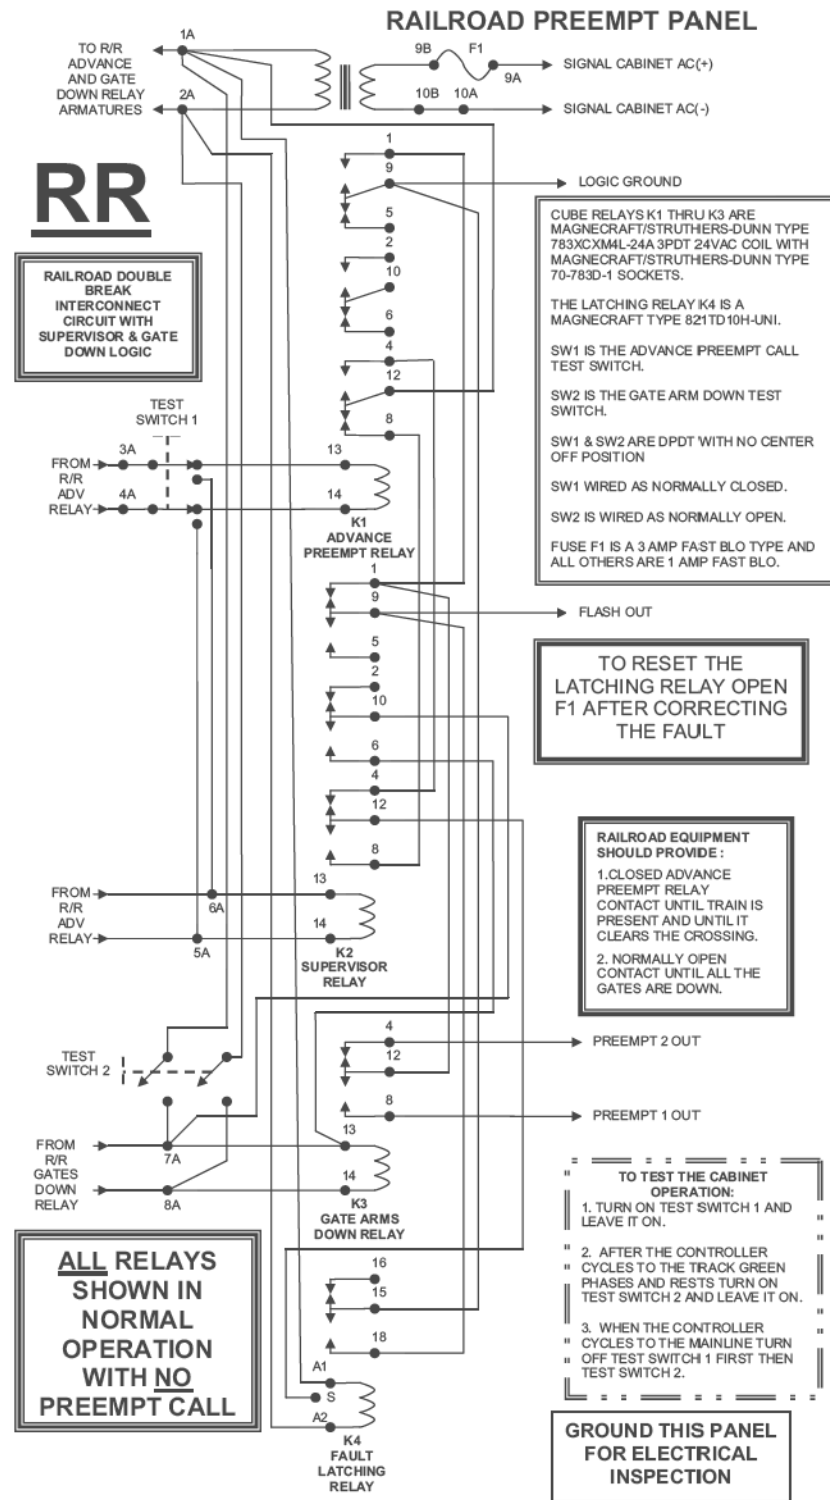 RAILROAD PREEMPT PANEL
1A
TO R/R
ADVANCE
AND GATE
DOWN RELAY
ARMATURES
2A
9B
F1
9A
SIGNAL CABINET AC(+)
10B
10A
SIGNAL CABINET AC(-)
RR
RAILROAD DOUBLE
BREAK
INTERCONNECT
CIRCUIT WITH
SUPERVISOR & GATE
DOWN LOGIC
1
9
LOGIC GROUND
5
2
10
6
4
12
8
CUBE RELAYS K1 THRU K3 ARE
MAGNECRAFT/STRUTHERS-DUNN TYPE
783XCXM4L-24A 3PDT 24VAC COIL WITH
MAGNECRAFT/STRUTHERS-DUNN TYPE
70-783D-1 SOCKETS.
THE LATCHING RELAY K4 IS A
MAGNECRAFT TYPE 821TD10H-UNI.
SW1 IS THE ADVANCE PREEMPT CALL
TEST SWITCH.
SW2 IS THE GATE ARM DOWN TEST
SWITCH.
SW1 & SW2 ARE DPDT WITH NO CENTER
OFF POSITION
SW1 WIRED AS NORMALLY CLOSED.
SW2 IS WIRED AS NORMALLY OPEN.
FUSE F1 IS A 3 AMP FAST BLO TYPE AND
ALL OTHERS ARE 1 AMP FAST BLO.
TEST
SWITCH 1
FROM
R/R
ADV
RELAY
3A
4A
13
14
K1
ADVANCE
PREEMPT RELAY
1
9
FLASH OUT
5
2
10
6
4
12
8
TO RESET THE
LATCHING RELAY OPEN
F1 AFTER CORRECTING
THE FAULT
RAILROAD EQUIPMENT
SHOULD PROVIDE :
1.CLOSED ADVANCE
PREEMPT RELAY
CONTACT UNTIL TRAIN IS
PRESENT AND UNTIL IT
CLEARS THE CROSSING.
2. NORMALLY OPEN
CONTACT UNTIL ALL THE
GATES ARE DOWN.
FROM
R/R
ADV
RELAY
6A
5A
13
14
K2
SUPERVISOR
RELAY
TEST
SWITCH 2
4
PREEMPT 2 OUT
12
8
PREEMPT 1 OUT
FROM
R/R
GATES
DOWN
RELAY
7A
8A
13
14
K3
GATE ARMS
DOWN RELAY
TO TEST THE CABINET
OPERATION:
1. TURN ON TEST SWITCH 1 AND
LEAVE IT ON.
2. AFTER THE CONTROLLER
CYCLES TO THE TRACK GREEN
PHASES AND RESTS TURN ON
TEST SWITCH 2 AND LEAVE IT ON.
3. WHEN THE CONTROLLER
CYCLES TO THE MAINLINE TURN
OFF TEST SWITCH 1 FIRST THEN
TEST SWITCH 2.
ALL RELAYS
SHOWN IN
NORMAL
OPERATION
WITH NO
PREEMPT CALL
16
15
18
A1
S
A2
K4
FAULT
LATCHING
RELAY
GROUND THIS PANEL
FOR ELECTRICAL
INSPECTION